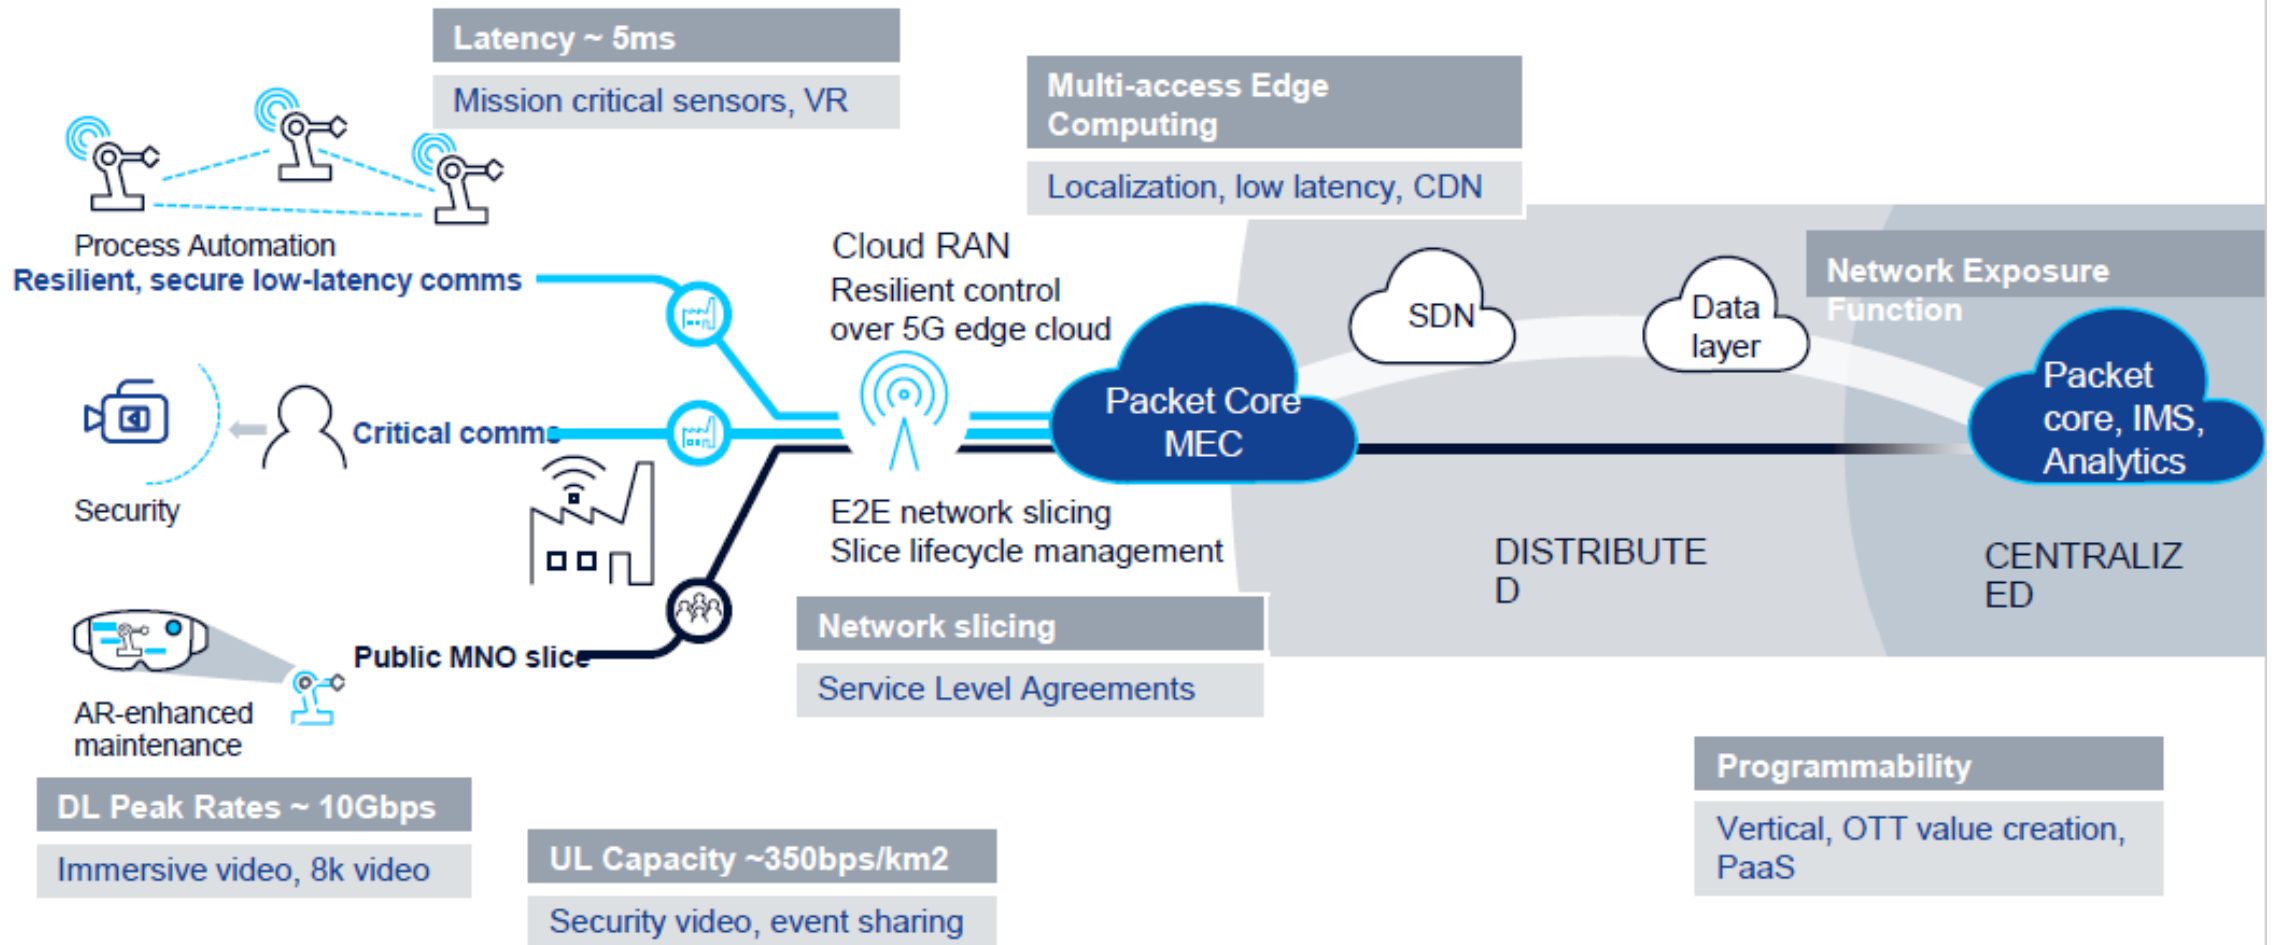 Latency ~ 5ms
Mission critical sensors, VR
Multi-access Edge
Computing
Localization, low latency, CDN
Process Automation
Resilient, secure low-latency comms
Cloud RAN
Resilient control
over 5G edge cloud
SDN
Data
layer
Network Exposure
Function
Packet Core
MEC
Packet
core, IMS,
Analytics
Critical comms
Security
E2E network slicing
Slice lifecycle management
DISTRIBUTE
D
CENTRALIZ
ED
Network slicing
Service Level Agreements
Public MNO slice
AR-enhanced
maintenance
DL Peak Rates ~ 10Gbps
Immersive video, 8k video
UL Capacity ~350bps/km2
Security video, event sharing
Programmability
Vertical, OTT value creation,
PaaS